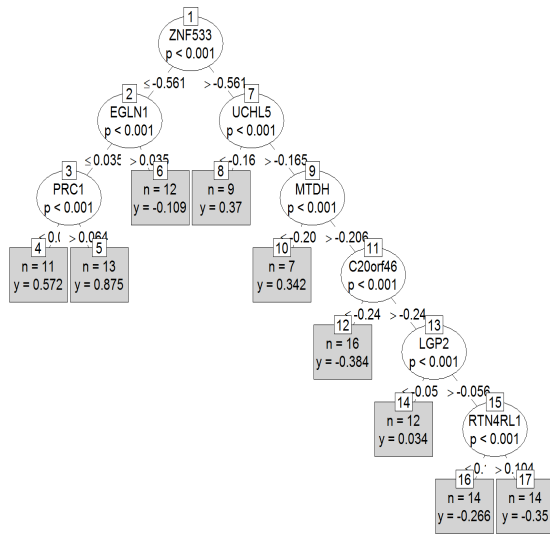 1
ZNF533
p < 0.001
≤ -0.561
> -0.561
2
EGLN1
p < 0.001
7
UCHL5
p < 0.001
≤ 0.035
> 0.035
-0.16
> -0.165
3
PRC1
p < 0.001
6
n = 12
y = -0.109
8
n = 9
y = 0.37
9
MTDH
p < 0.001
> 0.064
-0.20
> -0.206
4
n = 11
y = 0.572
5
n = 13
y = 0.875
10
n = 7
y = 0.342
11
C20orf46
p < 0.001
-0.24
> -0.24
12
n = 16
y = -0.384
13
LGP2
p < 0.001
-0.05
> -0.056
14
n = 12
y = 0.034
15
RTN4RL1
p < 0.001
> 0.104
16
n = 14
y = -0.266
17
n = 14
y = -0.35